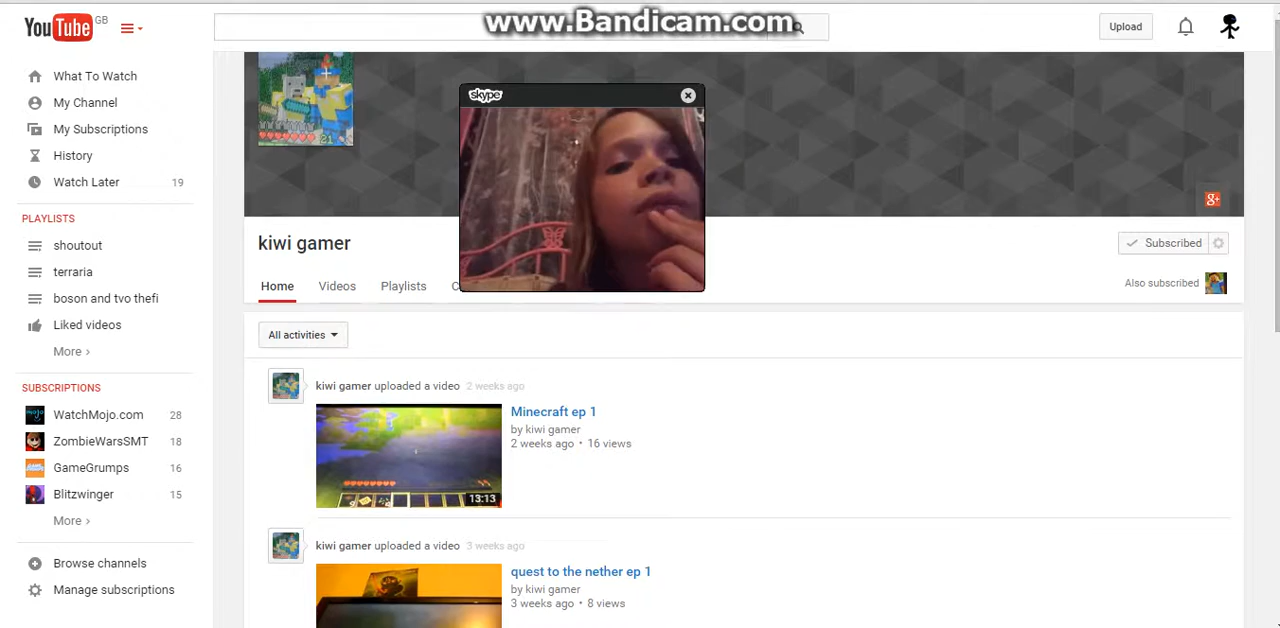 www.Bandicam.com
YouTube GB
Upload
What To Watch
My Channel
My Subscriptions
History
Watch Later 19
PLAYLISTS
shoutout
terraria
boson and tvo thefi
Liked videos
More ›
SUBSCRIPTIONS
WatchMojo.com 28
ZombieWarsSMT 18
GameGrumps 16
Blitzwinger 15
More ›
Browse channels
Manage subscriptions
21
skype
g+
kiwi gamer
Subscribed
Home Videos Playlists C
Also subscribed
All activities
kiwi gamer uploaded a video 2 weeks ago
Minecraft ep 1
by kiwi gamer
2 weeks ago • 16 views
13:13
kiwi gamer uploaded a video 3 weeks ago
quest to the nether ep 1
by kiwi gamer
3 weeks ago • 8 views